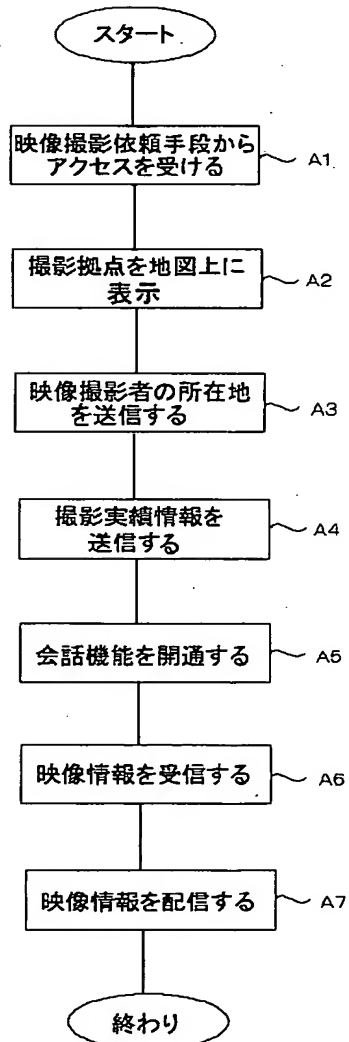 スタート
映像撮影依頼手段から
アクセスを受ける
A1
撮影拠点を地図上に
表示
A2
映像撮影者の所在地
を送信する
A3
撮影実績情報を
送信する
A4
会話機能を開通する
A5
映像情報を受信する
A6
映像情報を配信する
A7
終わり